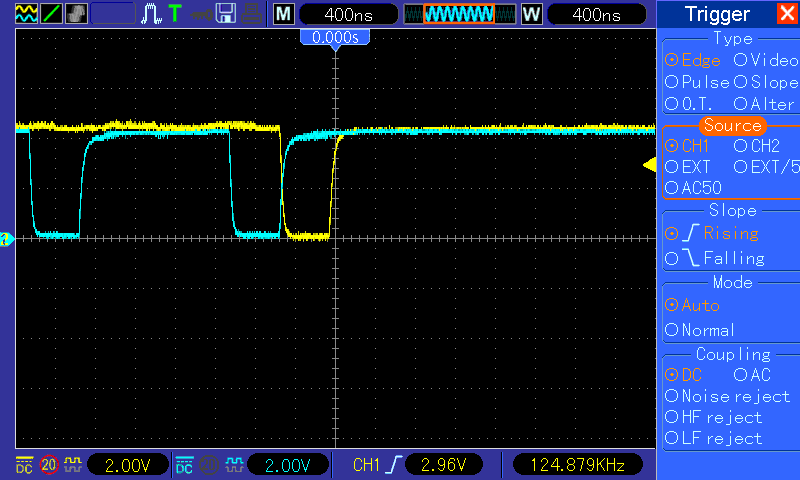 T M 400ns W 400ns Trigger
0.000s
Type
Edge Video
Pulse Slope
O.T. Alter
Source
CH1 CH2
EXT EXT/5
AC50
Slope
Rising
Falling
Mode
Auto
Normal
Coupling
DC AC
Noise reject
HF reject
LF reject
DC 20 2.00V DC 20 2.00V CH1 2.96V 124.879KHz